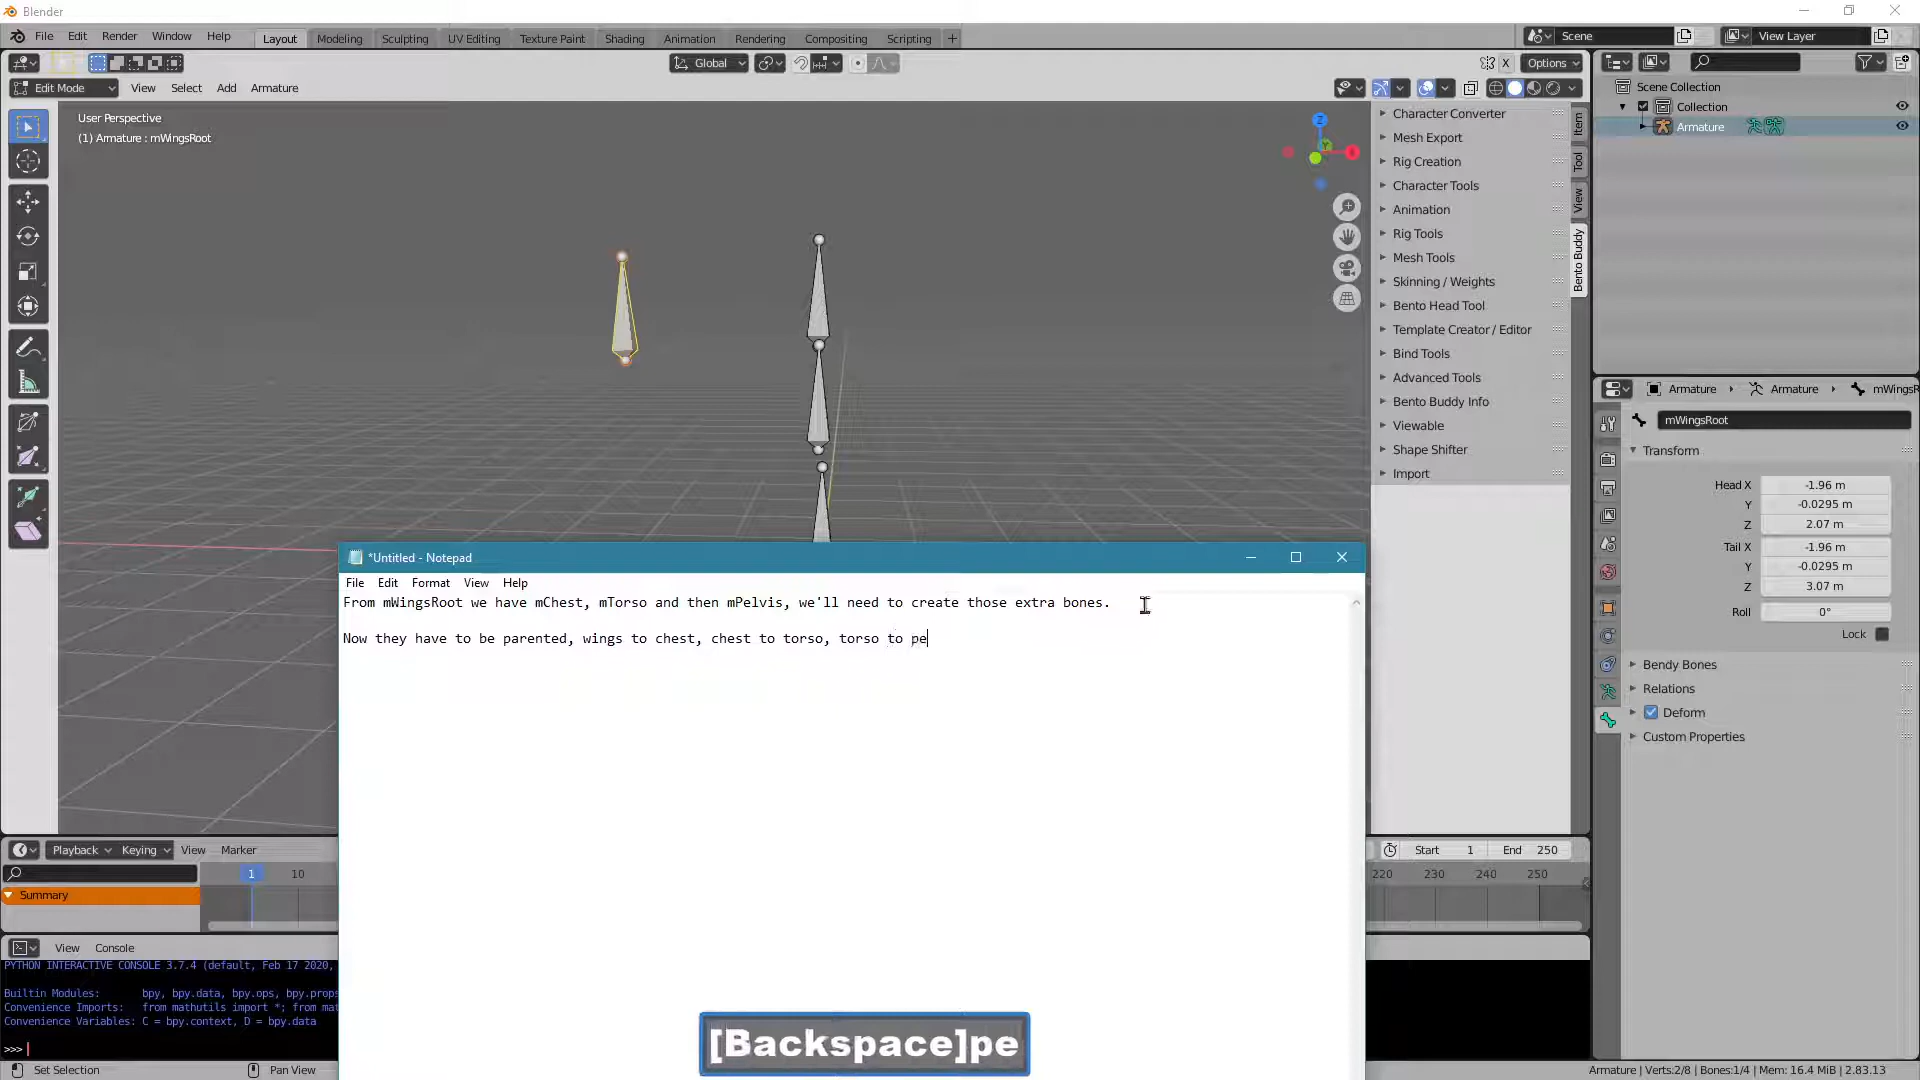 Blender
File Edit Render Window Help
Layout Modeling Sculpting UV Editing Texture Paint Shading Animation Rendering Compositing Scripting +
Scene
View Layer
Global
X
Options
Edit Mode View Select Add Armature
User Perspective
(1) Armature : mWingsRoot
Z
Y
Character Converter
Mesh Export
Rig Creation
Character Tools
Animation
Rig Tools
Mesh Tools
Skinning / Weights
Bento Head Tool
Template Creator / Editor
Bind Tools
Advanced Tools
Bento Buddy Info
Viewable
Shape Shifter
Import
Item
Tool
View
Bento Buddy
Scene Collection
Collection
Armature
Armature Armature mWingsR
mWingsRoot
Transform
Head X -1.96 m
Y -0.0295 m
Z 2.07 m
Tail X -1.96 m
Y -0.0295 m
Z 3.07 m
Roll 0°
Lock
Bendy Bones
Relations
Deform
Custom Properties
*Untitled - Notepad
File Edit Format View Help
From mWingsRoot we have mChest, mTorso and then mPelvis, we'll need to create those extra bones.
Now they have to be parented, wings to chest, chest to torso, torso to pe
Playback Keying View Marker
Start 1 End 250
1 10
220 230 240 250
Summary
View Console
PYTHON INTERACTIVE CONSOLE 3.7.4 (default, Feb 17 2020,
Builtin Modules: bpy, bpy.data, bpy.ops, bpy.props
Convenience Imports: from mathutils import *; from mat
Convenience Variables: C = bpy.context, D = bpy.data
>>>
[Backspace]pe
Set Selection Pan View
Armature | Verts:2/8 | Bones:1/4 | Mem: 16.4 MiB | 2.83.13